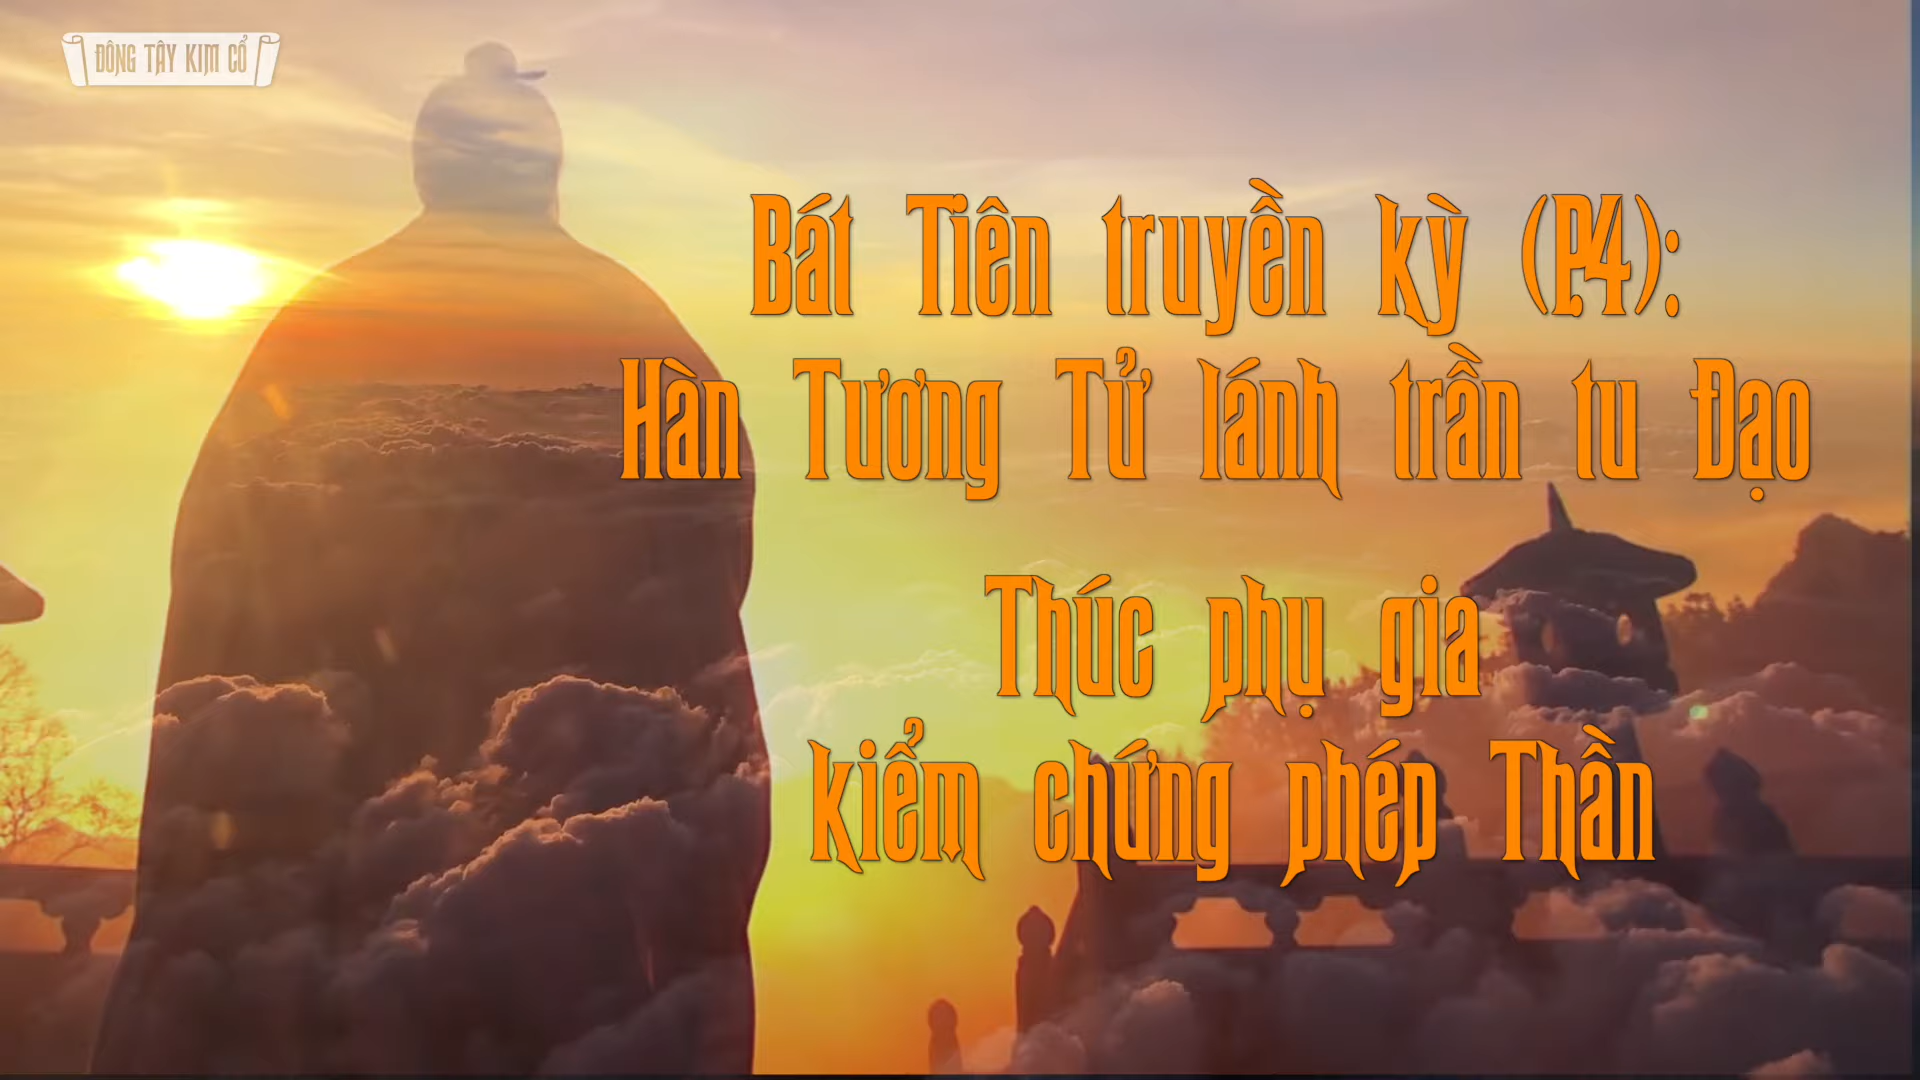 ĐÔNG TÂY KIM CỔ
Bát Tiên truyền kỳ (P.4):
Hàn Tương Tử lánh trần tu Đạo
Thúc phụ gia
kiểm chứng phép Thần